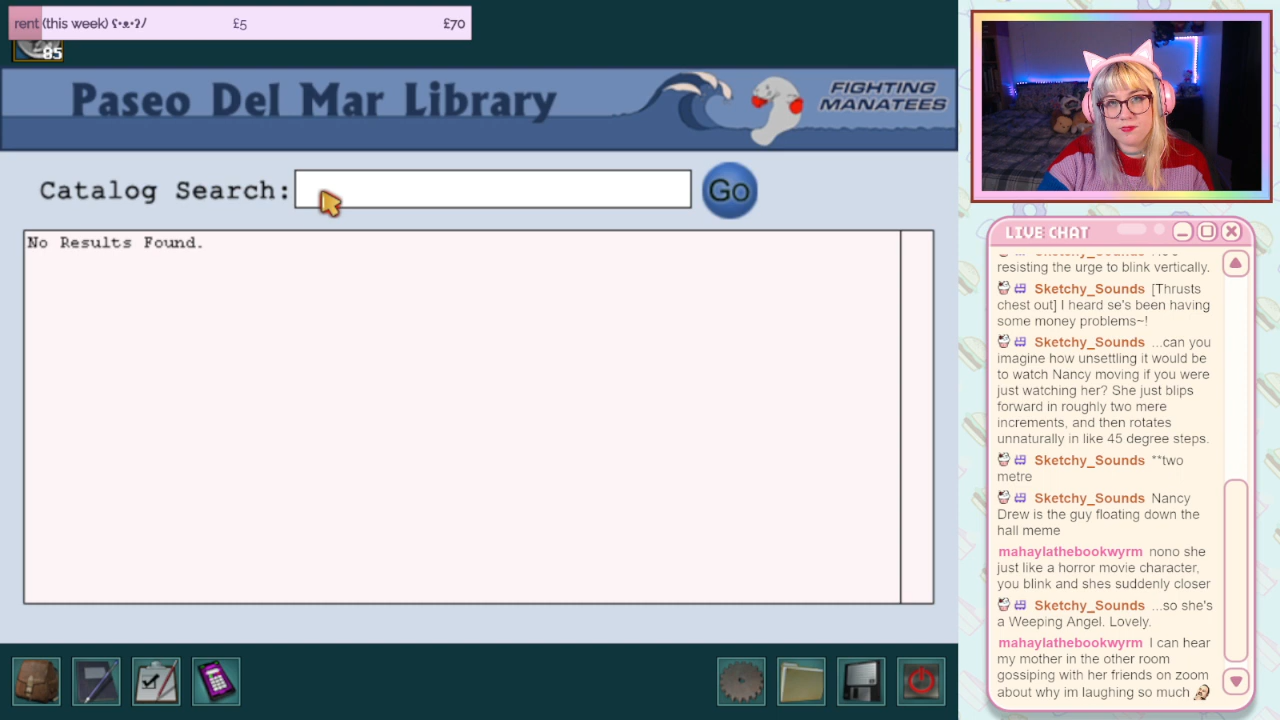 rent (this week) ʕ•ᴥ•ʔﾉ £5 £70
85
Paseo Del Mar Library
FIGHTING
MANATEES
Catalog Search:
Go
No Results Found.
LIVE CHAT
resisting the urge to blink vertically.
Sketchy_Sounds [Thrusts
chest out] I heard se's been having
some money problems~!
Sketchy_Sounds ...can you
imagine how unsettling it would be
to watch Nancy moving if you were
just watching her? She just blips
forward in roughly two mere
increments, and then rotates
unnaturally in like 45 degree steps.
Sketchy_Sounds **two
metre
Sketchy_Sounds Nancy
Drew is the guy floating down the
hall meme
mahaylathebookwyrm nono she
just like a horror movie character,
you blink and shes suddenly closer
Sketchy_Sounds ...so she's
a Weeping Angel. Lovely.
mahaylathebookwyrm I can hear
my mother in the other room
gossiping with her friends on zoom
about why im laughing so much